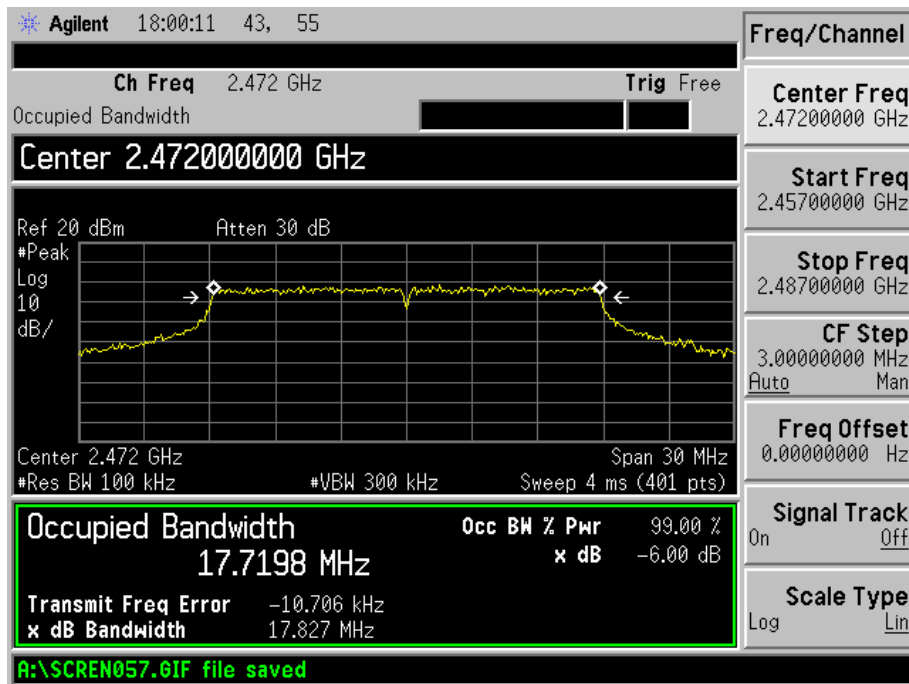 Agilent 18:00:11 43, 55
Freq/Channel
Ch Freq 2.472 GHz Trig Free
Occupied Bandwidth
Center 2.472000000 GHz
Ref 20 dBm Atten 30 dB
#Peak
Log
10
dB/
Center 2.472 GHz Span 30 MHz
#Res BW 100 kHz #VBW 300 kHz Sweep 4 ms (401 pts)
Occupied Bandwidth
17.7198 MHz
Occ BW % Pwr 99.00 %
x dB -6.00 dB
Transmit Freq Error -10.706 kHz
x dB Bandwidth 17.827 MHz
A:\SCREN057.GIF file saved
Center Freq
2.47200000 GHz
Start Freq
2.45700000 GHz
Stop Freq
2.48700000 GHz
CF Step
3.00000000 MHz
Auto Man
Freq Offset
0.00000000 Hz
Signal Track
On Off
Scale Type
Log Lin